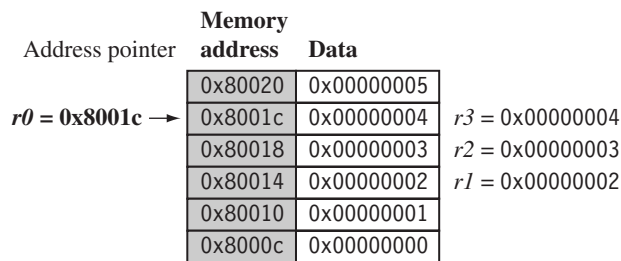 Memory
Address pointer address Data
0x80020 0x00000005
r0 = 0x8001c 0x8001c 0x00000004 r3 = 0x00000004
0x80018 0x00000003 r2 = 0x00000003
0x80014 0x00000002 r1 = 0x00000002
0x80010 0x00000001
0x8000c 0x00000000